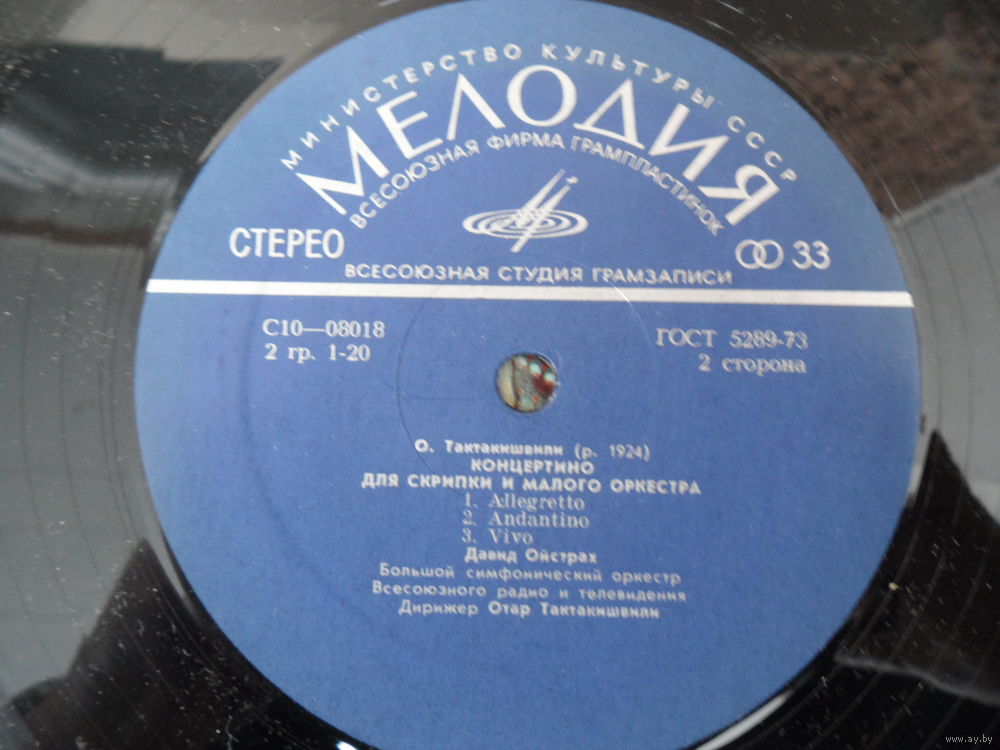 МИНИСТЕРСТВО КУЛЬТУРЫ СССР
МЕЛОДИЯ
ВСЕСОЮЗНАЯ ФИРМА ГРАМПЛАСТИНОК
СТЕРЕО
33
ВСЕСОЮЗНАЯ СТУДИЯ ГРАМЗАПИСИ
С10—08018
ГОСТ 5289-73
2 гр. 1-20
2 сторона
О. Тактакишвили (р. 1924)
КОНЦЕРТИНО
ДЛЯ СКРИПКИ И МАЛОГО ОРКЕСТРА
1. Allegretto
2. Andantino
3. Vivo
Давид Ойстрах
Большой симфонический оркестр
Всесоюзного радио и телевидения
Дирижер Отар Тактакишвили
www.ay.by